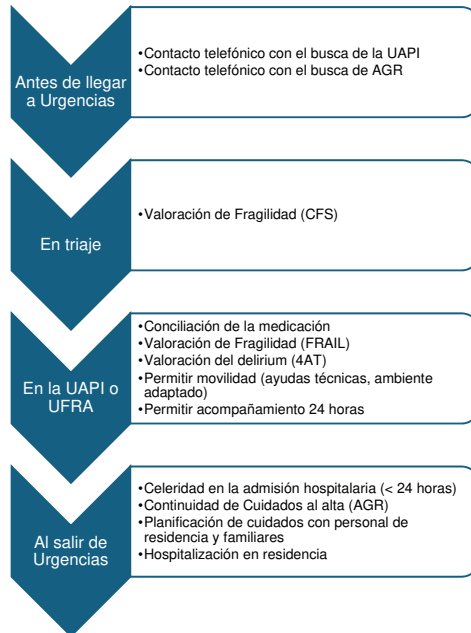 Antes de llegar
a Urgencias
•Contacto telefónico con el busca de la UAPI
•Contacto telefónico con el busca de AGR
En triaje
•Valoración de Fragilidad (CFS)
En la UAPI o
UFRA
•Conciliación de la medicación
•Valoración de Fragilidad (FRAIL)
•Valoración del delirium (4AT)
•Permitir movilidad (ayudas técnicas, ambiente
adaptado)
•Permitir acompañamiento 24 horas
Al salir de
Urgencias
•Celeridad en la admisión hospitalaria (< 24 horas)
•Continuidad de Cuidados al alta (AGR)
•Planificación de cuidados con personal de
residencia y familiares
•Hospitalización en residencia